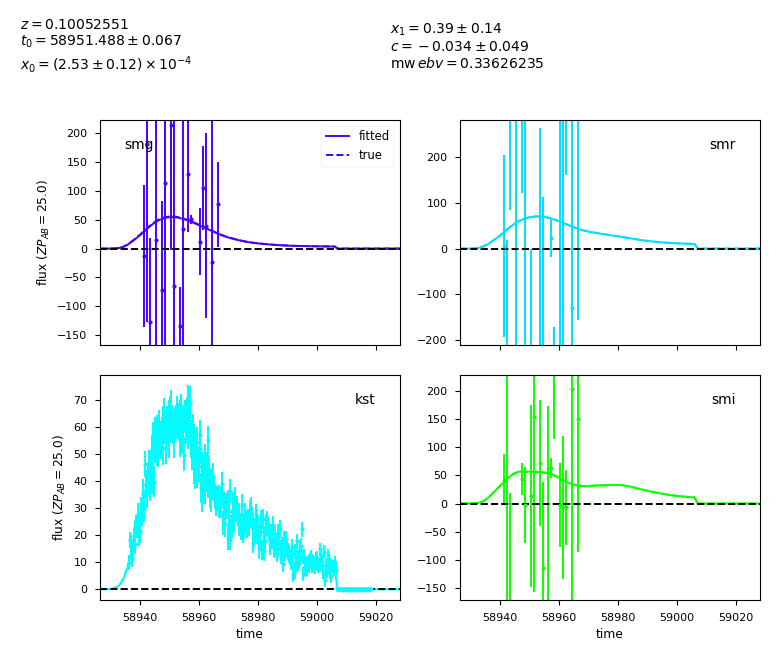 z = 0.10052551
t₀ = 58951.488 ± 0.067
x₀ = (2.53 ± 0.12) × 10⁻⁴
x₁ = 0.39 ± 0.14
c = −0.034 ± 0.049
mw ebv = 0.33626235
smg
fitted
true
200
150
100
50
0
−50
−100
−150
flux (ZP_AB = 25.0)
smr
200
100
0
−100
−200
kst
70
60
50
40
30
20
10
0
flux (ZP_AB = 25.0)
58940 58960 58980 59000 59020
time
smi
200
150
100
50
0
−50
−100
−150
58940 58960 58980 59000 59020
time